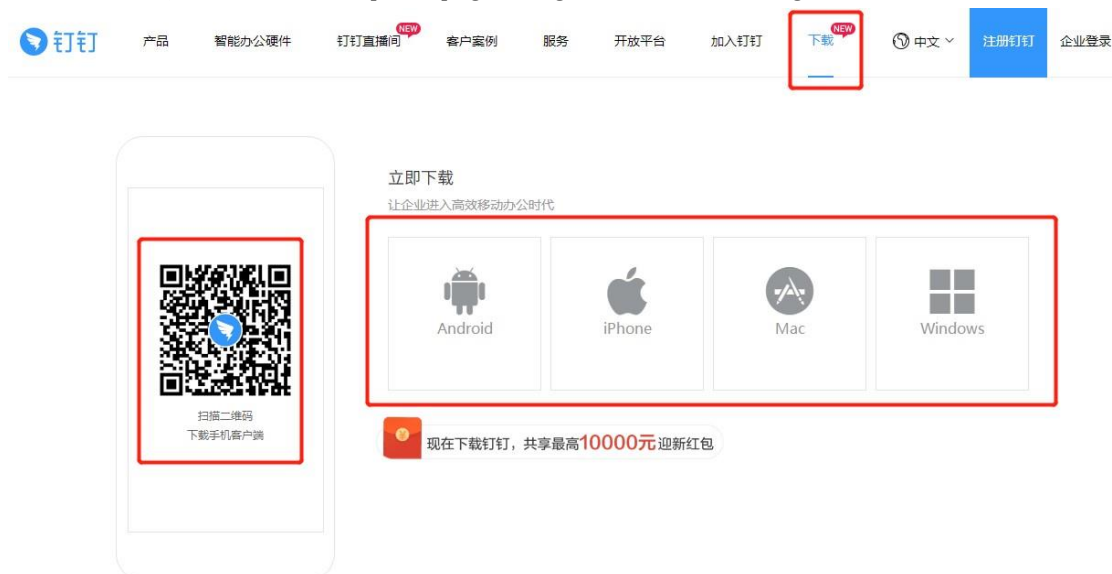 钉钉 产品 智能办公硬件 钉钉直播间 NEW 客户案例 服务 开放平台 加入钉钉 下载 NEW 中文 注册钉钉 企业登录
立即下载
让企业进入高效移动办公时代
Android iPhone Mac Windows
扫描二维码
下载手机客户端
现在下载钉钉，共享最高10000元迎新红包